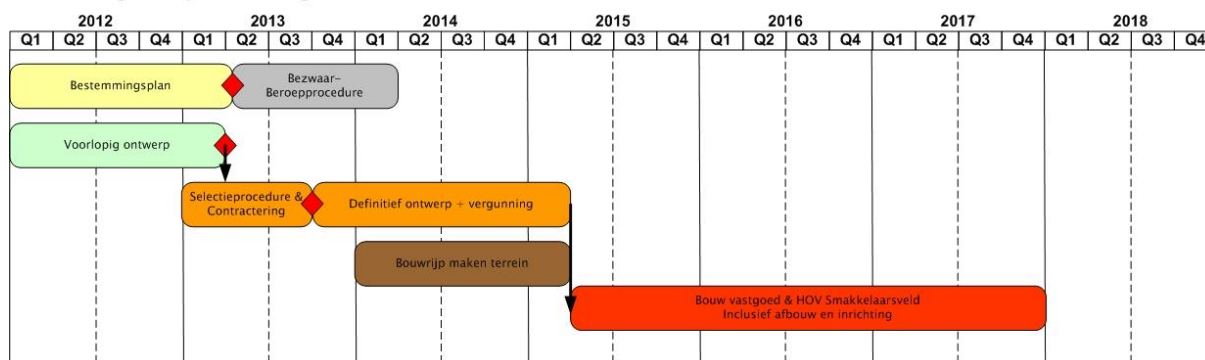 2012 2013 2014 2015 2016 2017 2018
Q1 Q2 Q3 Q4 Q1 Q2 Q3 Q4 Q1 Q2 Q3 Q4 Q1 Q2 Q3 Q4 Q1 Q2 Q3 Q4 Q1 Q2 Q3 Q4 Q1 Q2 Q3 Q4
Bestemmingsplan
Bezwaar-
Beroepprocedure
Voorlopig ontwerp
Selectieprocedure &
Contractering
Definitief ontwerp + vergunning
Bouwrijp maken terrein
Bouw vastgoed & HOV Smakkelaarsveld
Inclusief afbouw en inrichting